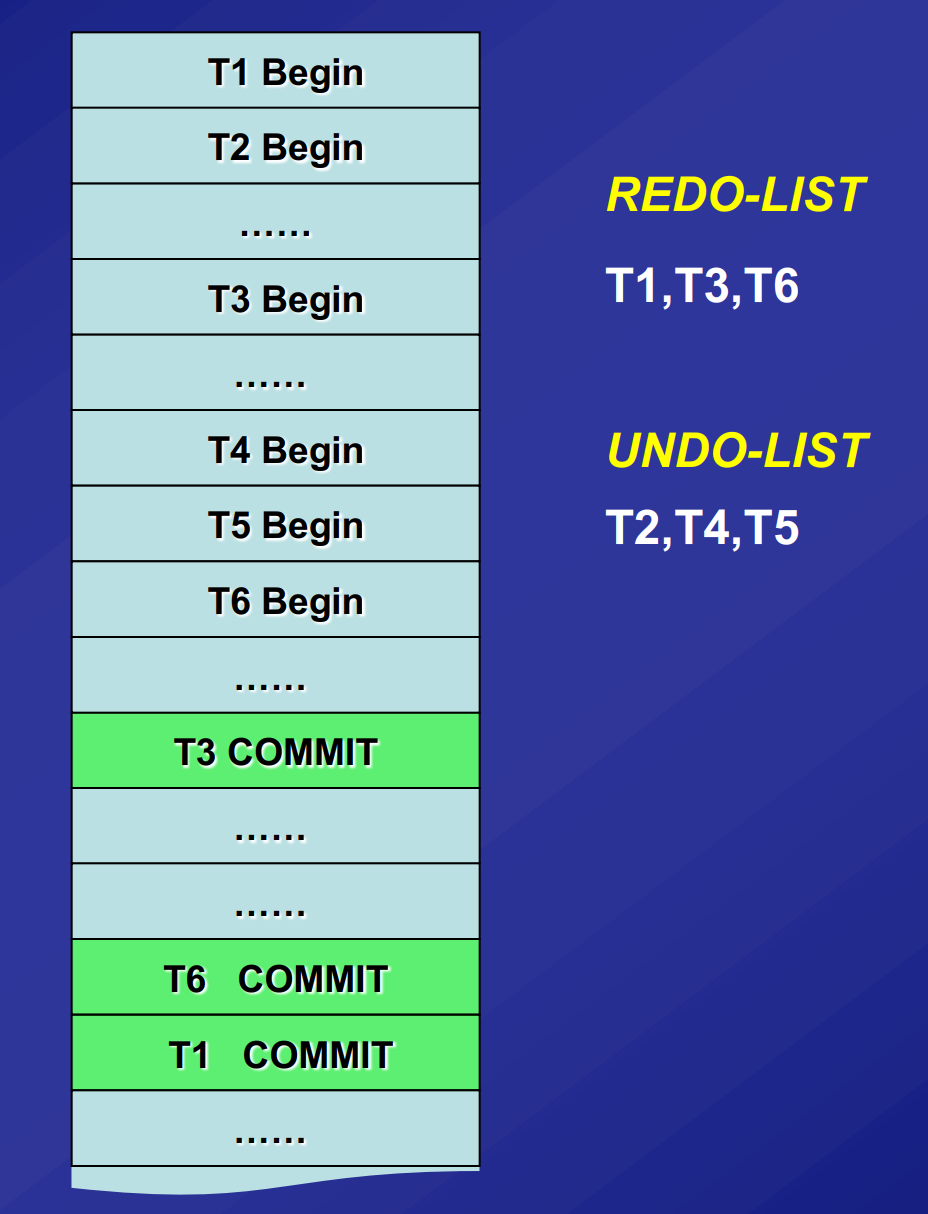 T1 Begin
T2 Begin
……
T3 Begin
……
T4 Begin
T5 Begin
T6 Begin
……
T3 COMMIT
……
……
T6 COMMIT
T1 COMMIT
……
REDO-LIST
T1,T3,T6
UNDO-LIST
T2,T4,T5